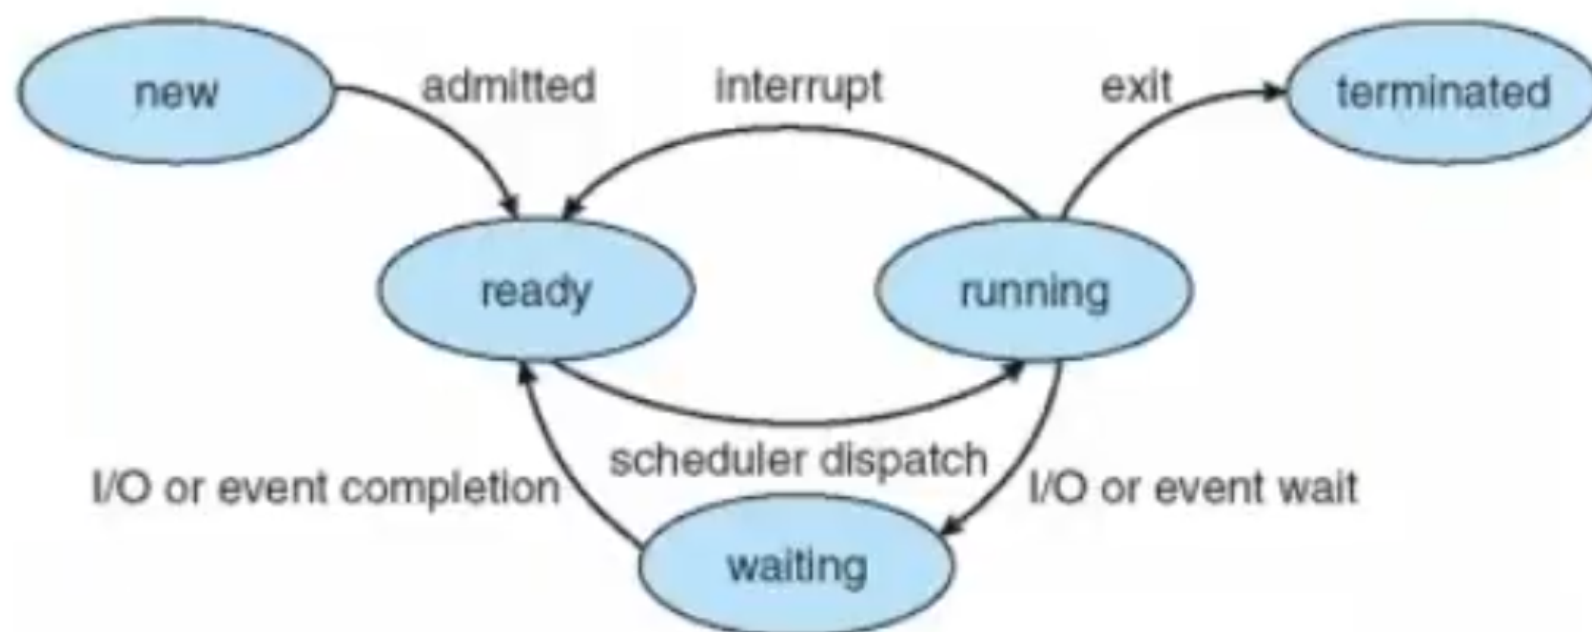 new
admitted
interrupt
exit
terminated
ready
running
scheduler dispatch
I/O or event completion
I/O or event wait
waiting